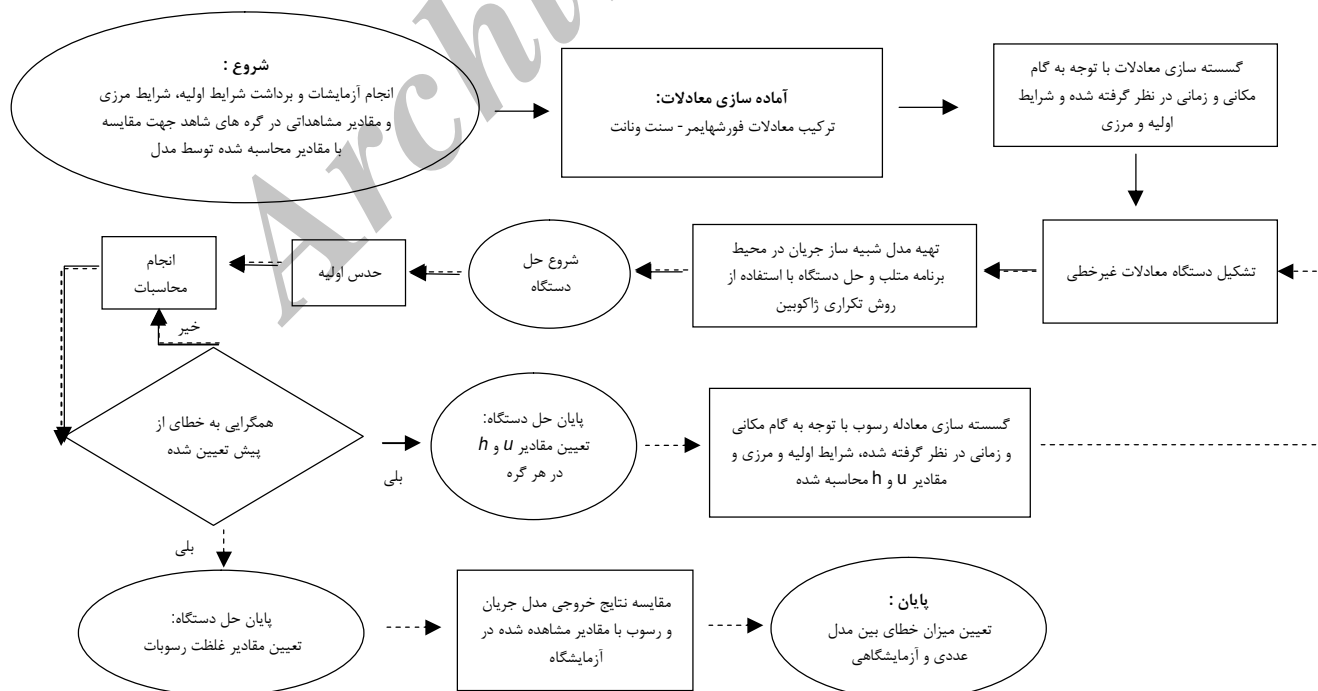 شروع :
انجام آزمایشات و برداشت شرایط اولیه، شرایط مرزی
و مقادیر مشاهداتی در گره های شاهد جهت مقایسه
با مقادیر محاسبه شده توسط مدل
آماده سازی معادلات:
ترکیب معادلات فورشهایمر - سنت ونانت
گسسته سازی معادلات با توجه به گام
مکانی و زمانی در نظر گرفته شده و شرایط
اولیه و مرزی
تشکیل دستگاه معادلات غیرخطی
تهیه مدل شبیه ساز جریان در محیط
برنامه متلب و حل دستگاه با استفاده از
روش تکراری ژاکوبین
شروع حل
دستگاه
حدس اولیه
انجام
محاسبات
خیر
همگرایی به خطای از
پیش تعیین شده
بلی
پایان حل دستگاه:
تعیین مقادیر u و h
در هر گره
گسسته سازی معادله رسوب با توجه به گام مکانی
و زمانی در نظر گرفته شده، شرایط اولیه و مرزی و
مقادیر u و h محاسبه شده
بلی
پایان حل دستگاه:
تعیین مقادیر غلظت رسوبات
مقایسه نتایج خروجی مدل جریان
و رسوب با مقادیر مشاهده شده در
آزمایشگاه
پایان :
تعیین میزان خطای بین مدل
عددی و آزمایشگاهی